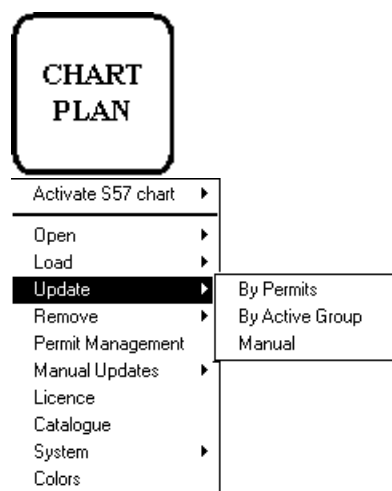 CHART
PLAN
Activate S57 chart
Open
Load
Update
By Permits
Remove
By Active Group
Permit Management
Manual
Manual Updates
Licence
Catalogue
System
Colors